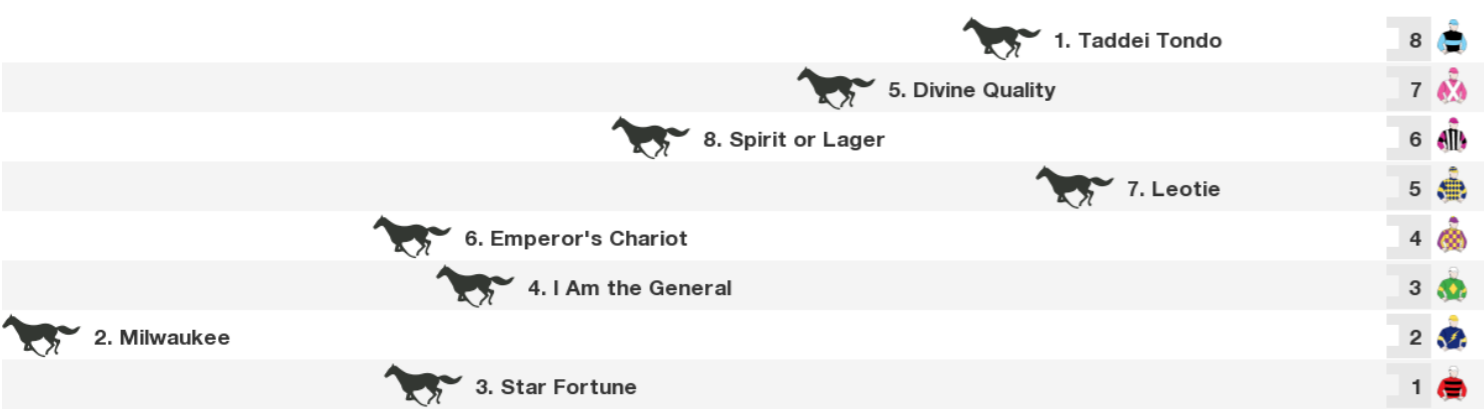 1. Taddei Tondo 8
5. Divine Quality 7
8. Spirit or Lager 6
7. Leotie 5
6. Emperor's Chariot 4
4. I Am the General 3
2. Milwaukee 2
3. Star Fortune 1